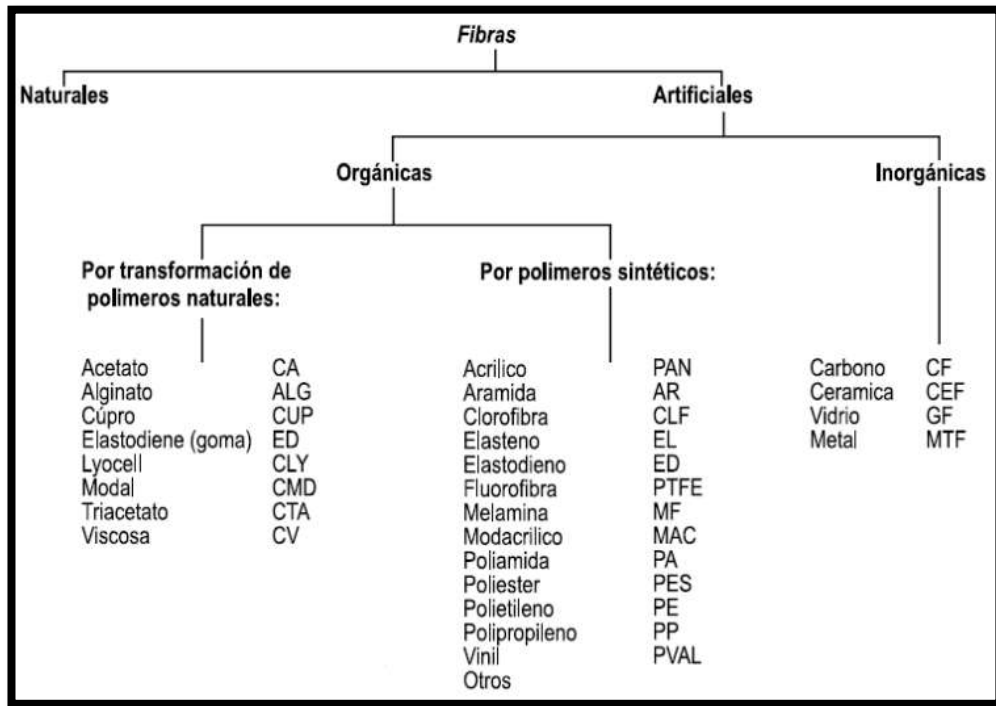 Fibras
Naturales
Artificiales
Orgánicas
Inorgánicas
Por transformación de
polimeros naturales:
Acetato CA
Alginato ALG
Cúpro CUP
Elastodiene (goma) ED
Lyocell CLY
Modal CMD
Triacetato CTA
Viscosa CV
Por polimeros sintéticos:
Acrilico PAN
Aramida AR
Clorofibra CLF
Elasteno EL
Elastodieno ED
Fluorofibra PTFE
Melamina MF
Modacrilico MAC
Poliamida PA
Poliester PES
Polietileno PE
Polipropileno PP
Vinil PVAL
Otros
Carbono CF
Ceramica CEF
Vidrio GF
Metal MTF